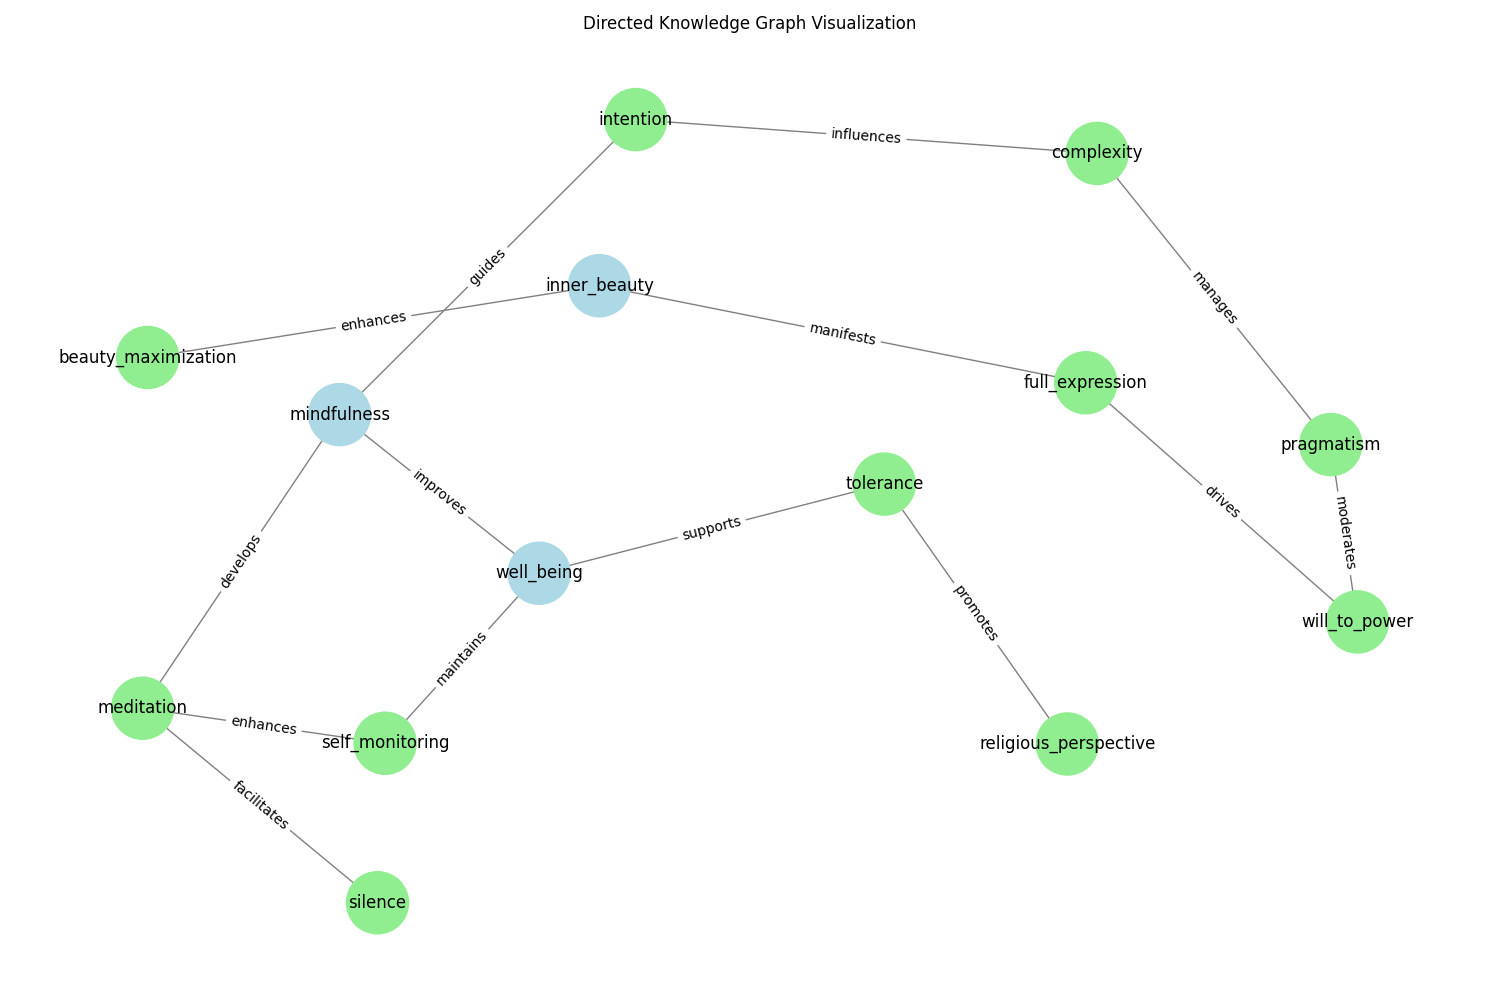 Directed Knowledge Graph Visualization
intention
influences
complexity
guides
inner_beauty
manages
enhances
manifests
beauty_maximization
full_expression
mindfulness
pragmatism
improves
tolerance
drives
supports
moderates
develops
well_being
promotes
will_to_power
maintains
meditation
enhances
self_monitoring
religious_perspective
facilitates
silence